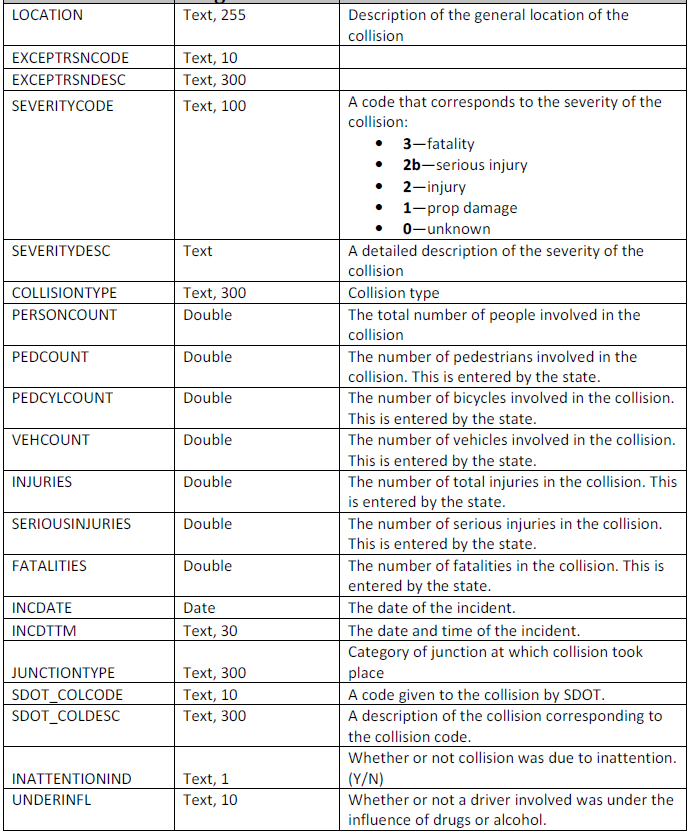 LOCATION Text, 255 Description of the general location of the
collision
EXCEPTRSNCODE Text, 10
EXCEPTRSNDESC Text, 300
SEVERITYCODE Text, 100 A code that corresponds to the severity of the
collision:
• 3—fatality
• 2b—serious injury
• 2—injury
• 1—prop damage
• 0—unknown
SEVERITYDESC Text A detailed description of the severity of the
collision
COLLISIONTYPE Text, 300 Collision type
PERSONCOUNT Double The total number of people involved in the
collision
PEDCOUNT Double The number of pedestrians involved in the
collision. This is entered by the state.
PEDCYLCOUNT Double The number of bicycles involved in the collision.
This is entered by the state.
VEHCOUNT Double The number of vehicles involved in the collision.
This is entered by the state.
INJURIES Double The number of total injuries in the collision. This
is entered by the state.
SERIOUSINJURIES Double The number of serious injuries in the collision.
This is entered by the state.
FATALITIES Double The number of fatalities in the collision. This is
entered by the state.
INCDATE Date The date of the incident.
INCDTTM Text, 30 The date and time of the incident.
Category of junction at which collision took
JUNCTIONTYPE Text, 300 place
SDOT_COLCODE Text, 10 A code given to the collision by SDOT.
SDOT_COLDESC Text, 300 A description of the collision corresponding to
the collision code.
Whether or not collision was due to inattention.
INATTENTIONIND Text, 1 (Y/N)
UNDERINFL Text, 10 Whether or not a driver involved was under the
influence of drugs or alcohol.